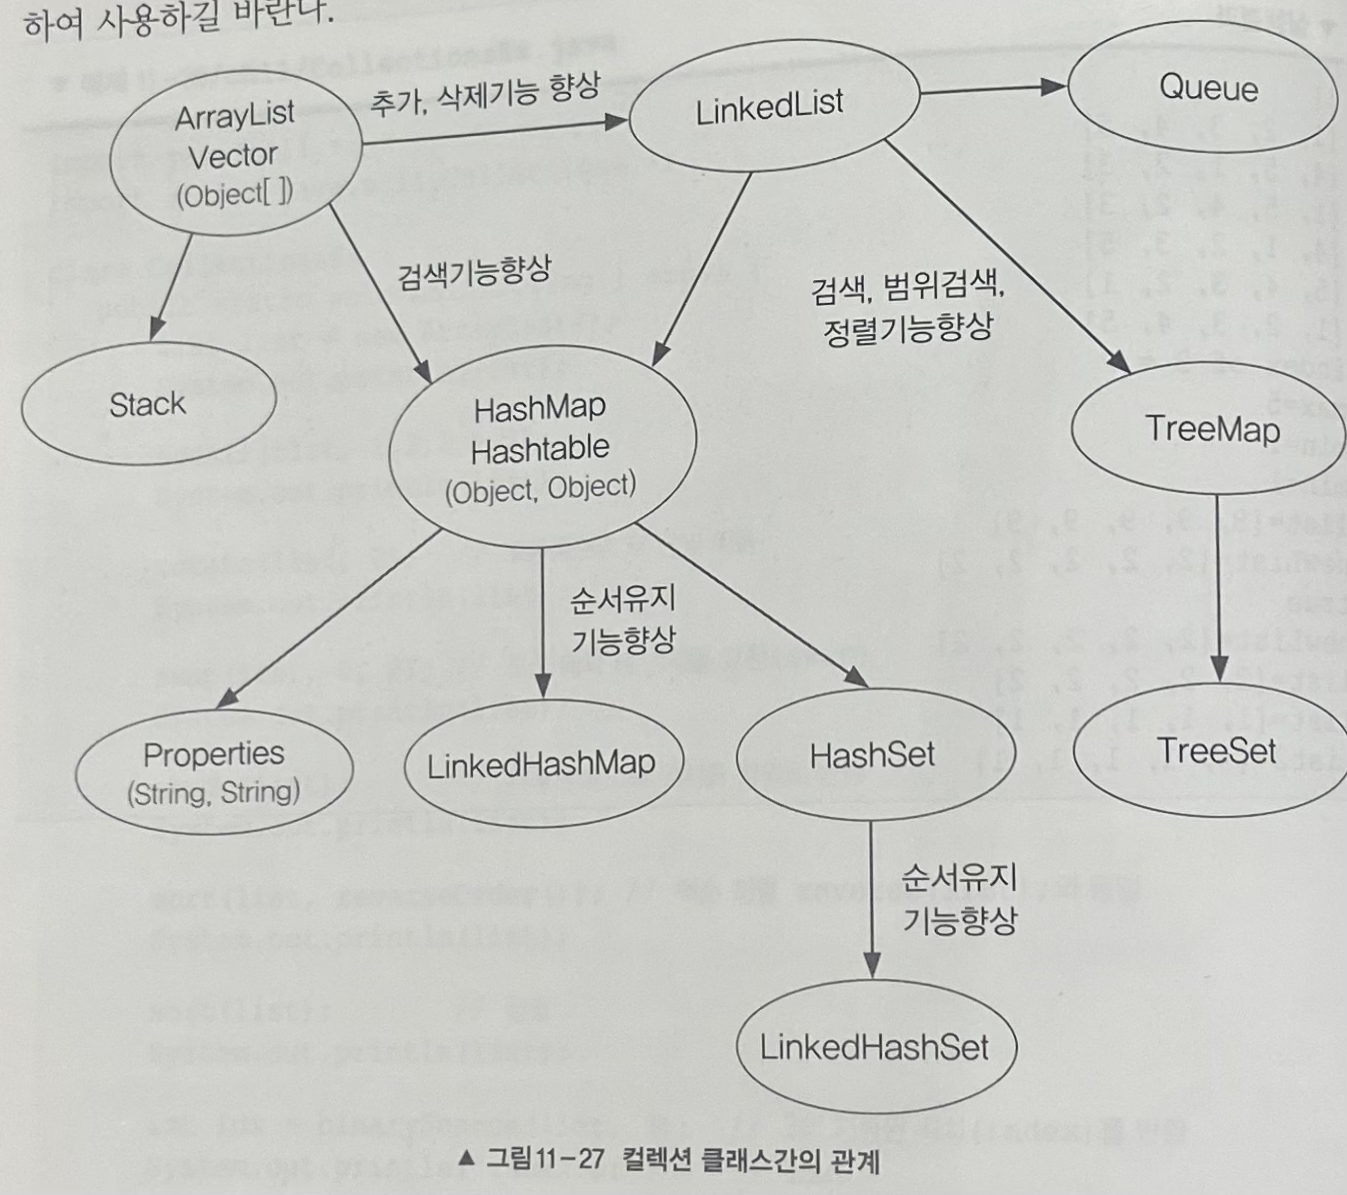 하여 사용하길 바란다.
ArrayList
Vector
(Object[ ])
추가, 삭제기능 향상
LinkedList
Queue
검색기능향상
검색, 범위검색,
정렬기능향상
Stack
HashMap
Hashtable
(Object, Object)
TreeMap
순서유지
기능향상
Properties
(String, String)
LinkedHashMap
HashSet
TreeSet
순서유지
기능향상
LinkedHashSet
▲ 그림11-27 컬렉션 클래스간의 관계